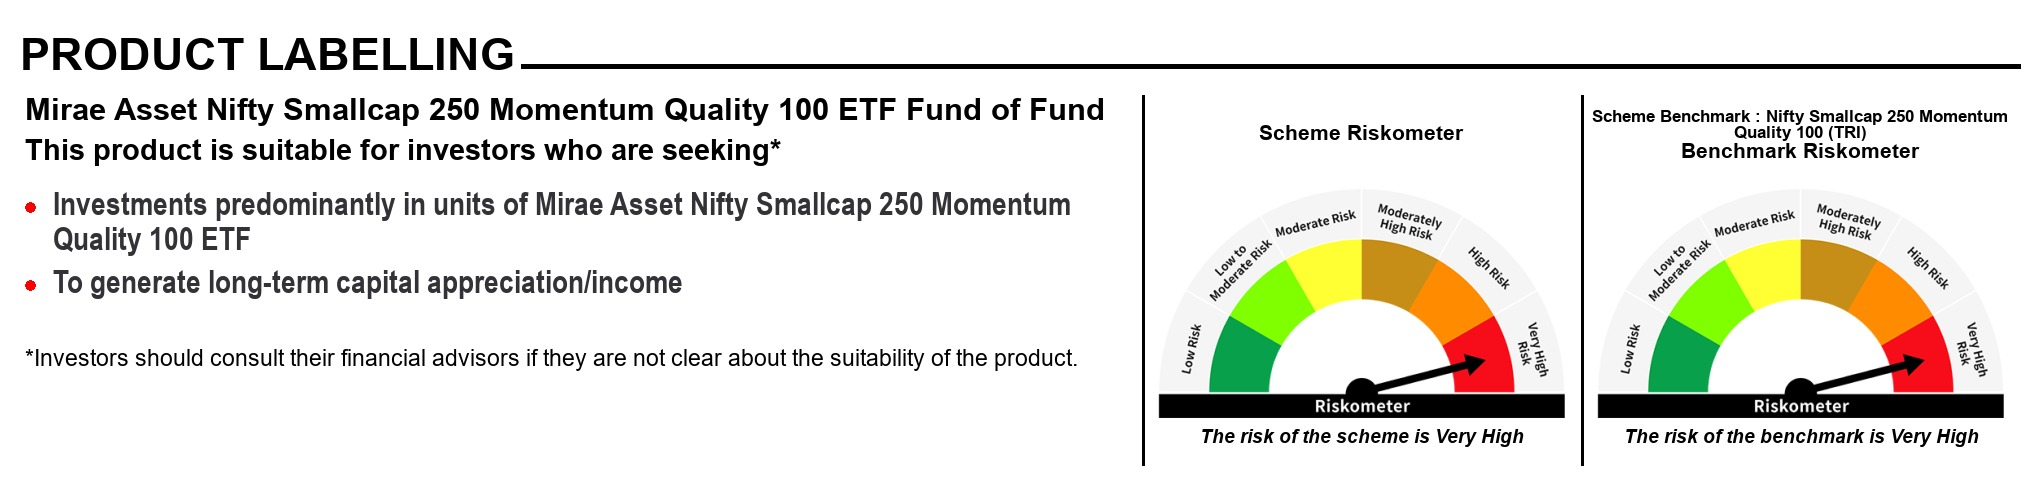 PRODUCT LABELLING
Mirae Asset Nifty Smallcap 250 Momentum Quality 100 ETF Fund of Fund
This product is suitable for investors who are seeking*
Investments predominantly in units of Mirae Asset Nifty Smallcap 250 Momentum
Quality 100 ETF
To generate long-term capital appreciation/income
*Investors should consult their financial advisors if they are not clear about the suitability of the product.
Scheme Riskometer
Low Risk
Low to
Moderate Risk
Moderate Risk
Moderately
High Risk
High Risk
Very High
Risk
Riskometer
The risk of the scheme is Very High
Scheme Benchmark : Nifty Smallcap 250 Momentum
Quality 100 (TRI)
Benchmark Riskometer
Low Risk
Low to
Moderate Risk
Moderate Risk
Moderately
High Risk
High Risk
Very High
Risk
Riskometer
The risk of the benchmark is Very High